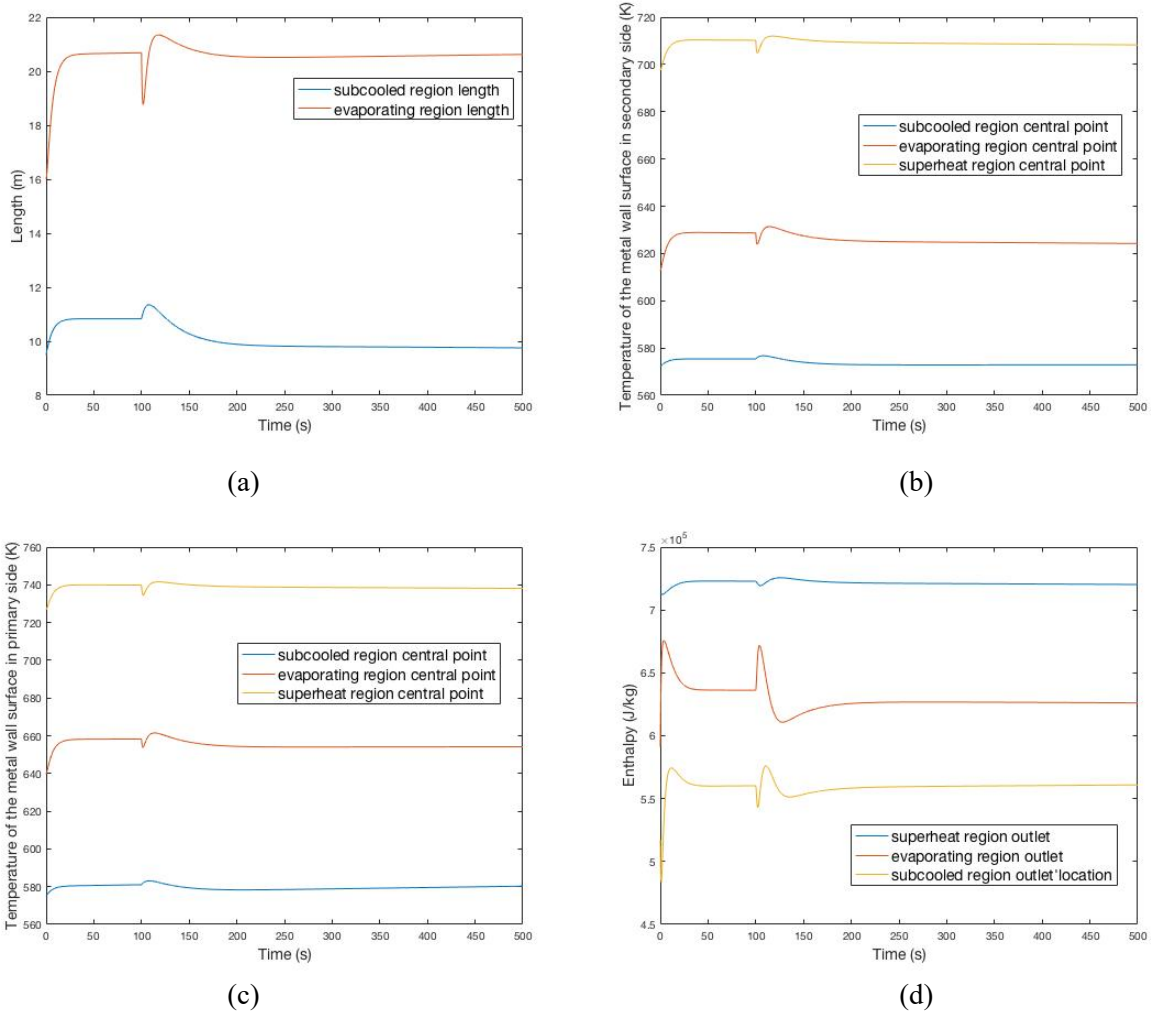 22
20
18
16
14
12
10
8
Length (m)
subcooled region length
evaporating region length
0 50 100 150 200 250 300 350 400 450 500
Time (s)
(a)
720
700
680
660
640
620
600
580
560
Temperature of the metal wall surface in secondary side (K)
subcooled region central point
evaporating region central point
superheat region central point
0 50 100 150 200 250 300 350 400 450 500
Time (s)
(b)
760
740
720
700
680
660
640
620
600
580
560
Temperature of the metal wall surface in primary side (K)
subcooled region central point
evaporating region central point
superheat region central point
0 50 100 150 200 250 300 350 400 450 500
Time (s)
(c)
×10⁵
7.5
7
6.5
6
5.5
5
4.5
Enthalpy (J/kg)
superheat region outlet
evaporating region outlet
subcooled region outlet'location
0 50 100 150 200 250 300 350 400 450 500
Time (s)
(d)